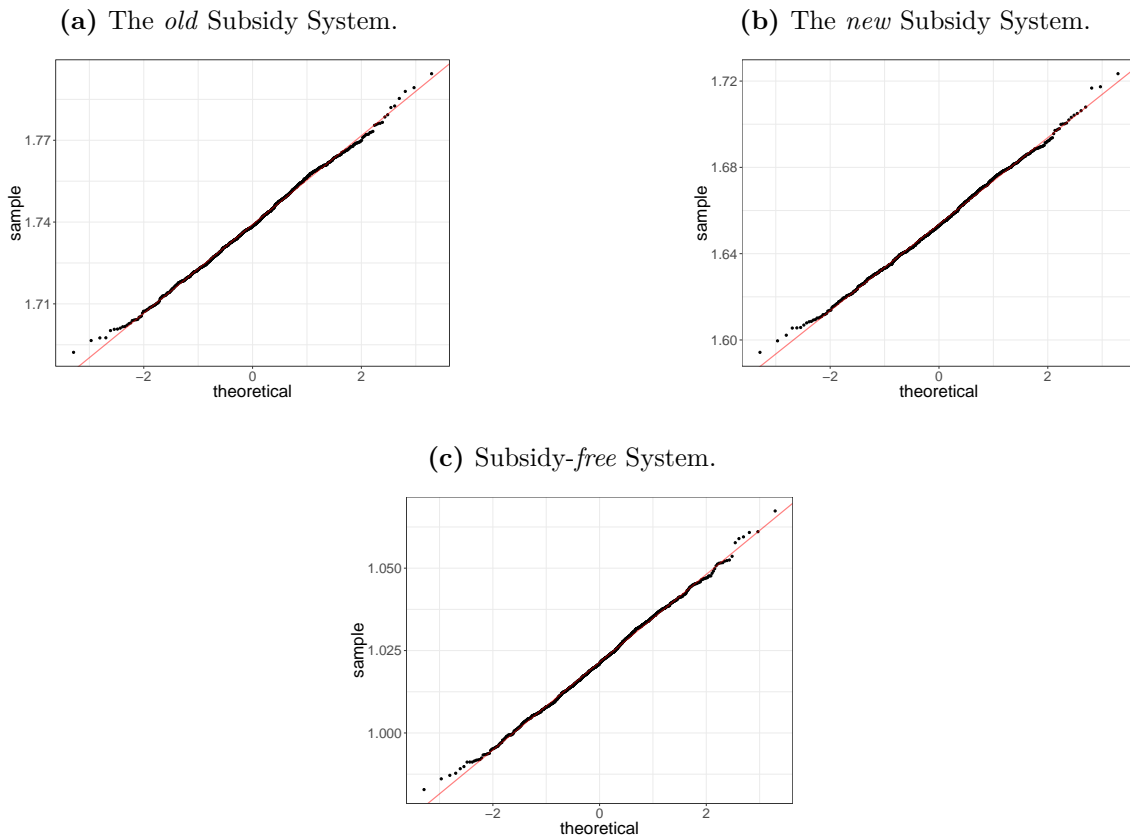 (a) The old Subsidy System.
(b) The new Subsidy System.
1.77
1.74
1.71
sample
−2 0 2
theoretical
1.72
1.68
1.64
1.60
sample
−2 0 2
theoretical
(c) Subsidy-free System.
1.050
1.025
1.000
sample
−2 0 2
theoretical